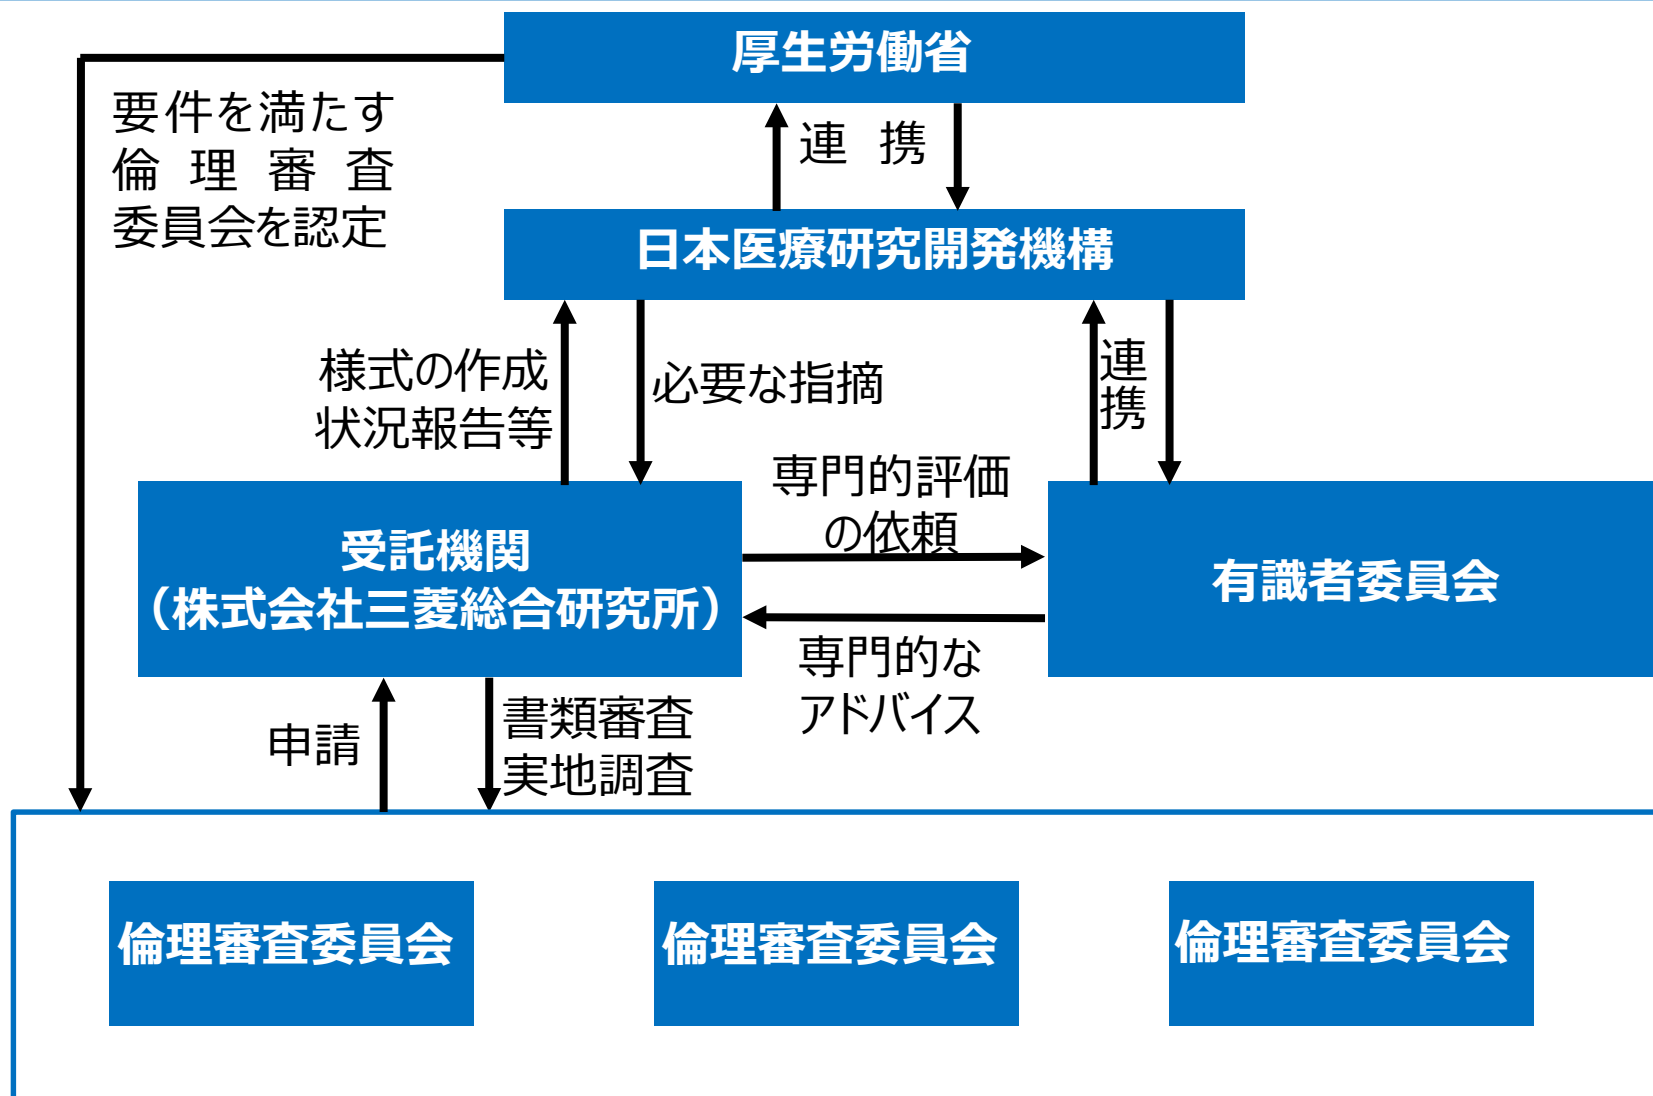 厚生労働省
要件を満たす
倫理審査
委員会を認定
連携
日本医療研究開発機構
様式の作成
状況報告等
必要な指摘
連携
専門的評価
の依頼
受託機関
（株式会社三菱総合研究所）
有識者委員会
専門的な
アドバイス
申請
書類審査
実地調査
倫理審査委員会
倫理審査委員会
倫理審査委員会